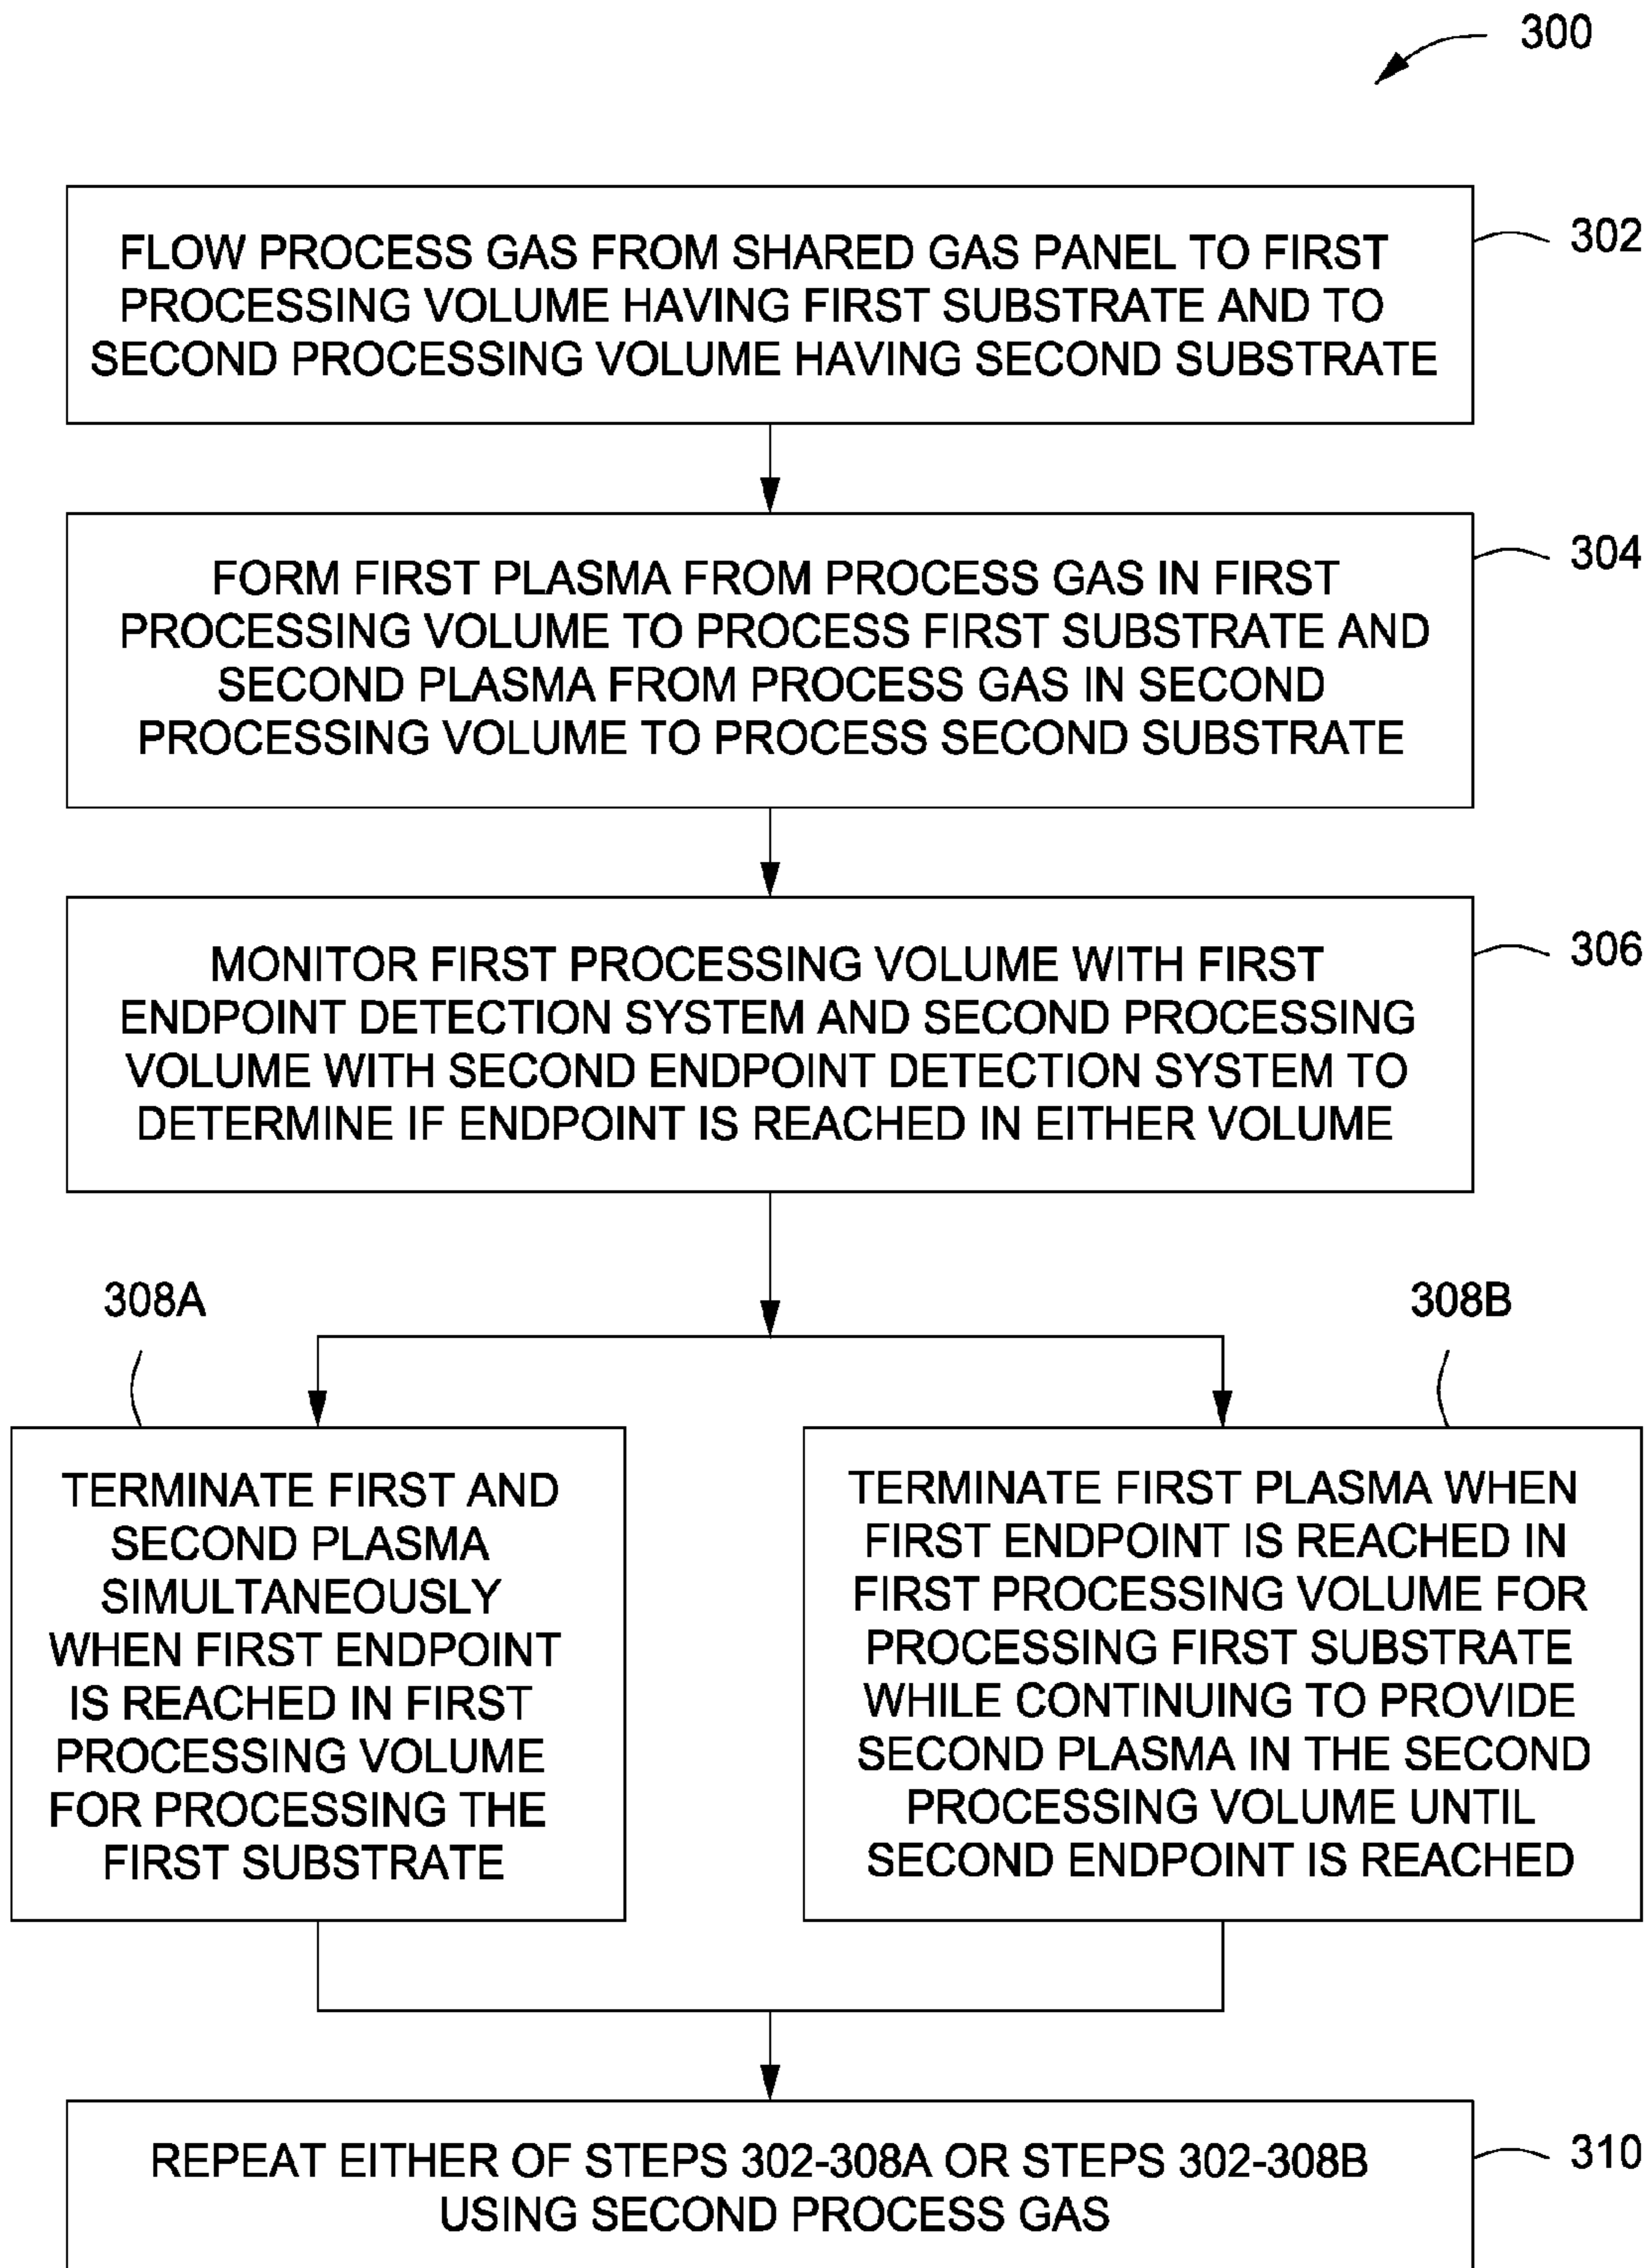 300
FLOW PROCESS GAS FROM SHARED GAS PANEL TO FIRST
PROCESSING VOLUME HAVING FIRST SUBSTRATE AND TO
SECOND PROCESSING VOLUME HAVING SECOND SUBSTRATE
302
FORM FIRST PLASMA FROM PROCESS GAS IN FIRST
PROCESSING VOLUME TO PROCESS FIRST SUBSTRATE AND
SECOND PLASMA FROM PROCESS GAS IN SECOND
PROCESSING VOLUME TO PROCESS SECOND SUBSTRATE
304
MONITOR FIRST PROCESSING VOLUME WITH FIRST
ENDPOINT DETECTION SYSTEM AND SECOND PROCESSING
VOLUME WITH SECOND ENDPOINT DETECTION SYSTEM TO
DETERMINE IF ENDPOINT IS REACHED IN EITHER VOLUME
306
308A
TERMINATE FIRST AND
SECOND PLASMA
SIMULTANEOUSLY
WHEN FIRST ENDPOINT
IS REACHED IN FIRST
PROCESSING VOLUME
FOR PROCESSING THE
FIRST SUBSTRATE
308B
TERMINATE FIRST PLASMA WHEN
FIRST ENDPOINT IS REACHED IN
FIRST PROCESSING VOLUME FOR
PROCESSING FIRST SUBSTRATE
WHILE CONTINUING TO PROVIDE
SECOND PLASMA IN THE SECOND
PROCESSING VOLUME UNTIL
SECOND ENDPOINT IS REACHED
REPEAT EITHER OF STEPS 302-308A OR STEPS 302-308B
USING SECOND PROCESS GAS
310